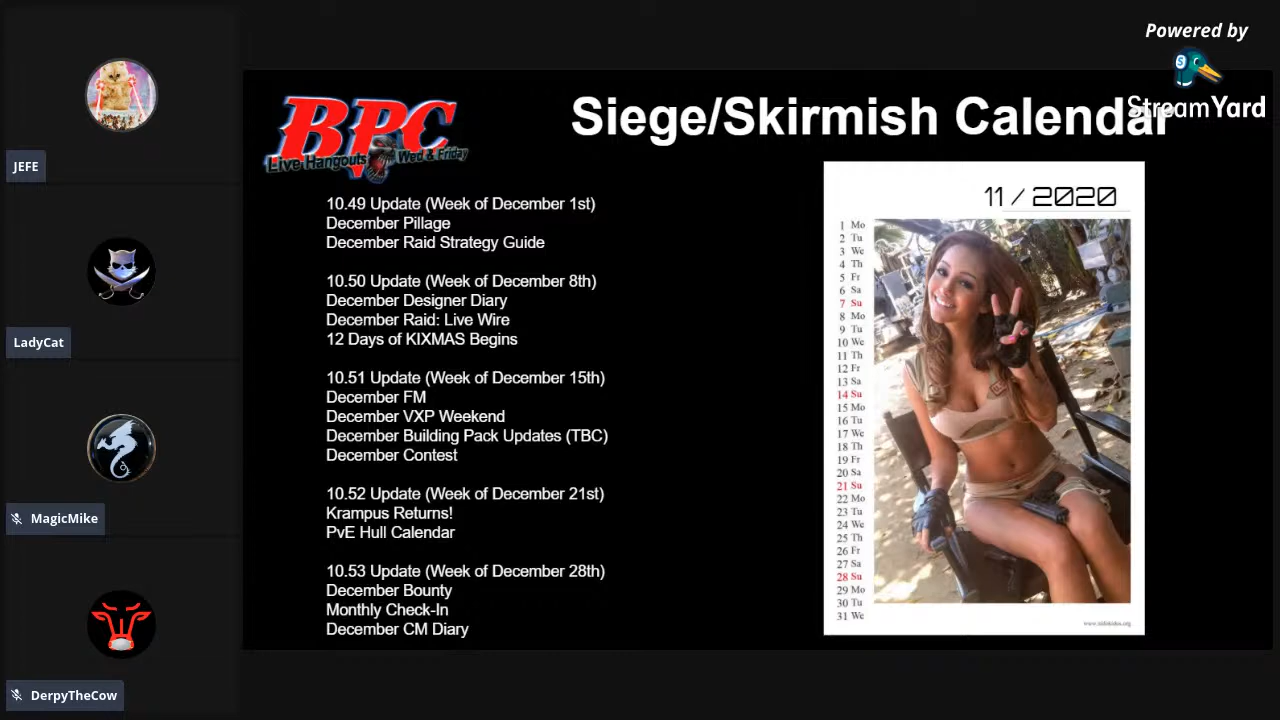 Powered by
StreamYard
BPC
Live Hangouts Wed & Friday
Siege/Skirmish Calendar
10.49 Update (Week of December 1st)
December Pillage
December Raid Strategy Guide
10.50 Update (Week of December 8th)
December Designer Diary
December Raid: Live Wire
12 Days of KIXMAS Begins
10.51 Update (Week of December 15th)
December FM
December VXP Weekend
December Building Pack Updates (TBC)
December Contest
10.52 Update (Week of December 21st)
Krampus Returns!
PvE Hull Calendar
10.53 Update (Week of December 28th)
December Bounty
Monthly Check-In
December CM Diary
11 / 2020
1 Mo
2 Tu
3 We
4 Th
5 Fr
6 Sa
7 Su
8 Mo
9 Tu
10 We
11 Th
12 Fr
13 Sa
14 Su
15 Mo
16 Tu
17 We
18 Th
19 Fr
20 Sa
21 Su
22 Mo
23 Tu
24 We
25 Th
26 Fr
27 Sa
28 Su
29 Mo
30 Tu
31 We
JEFE
LadyCat
MagicMike
DerpyTheCow